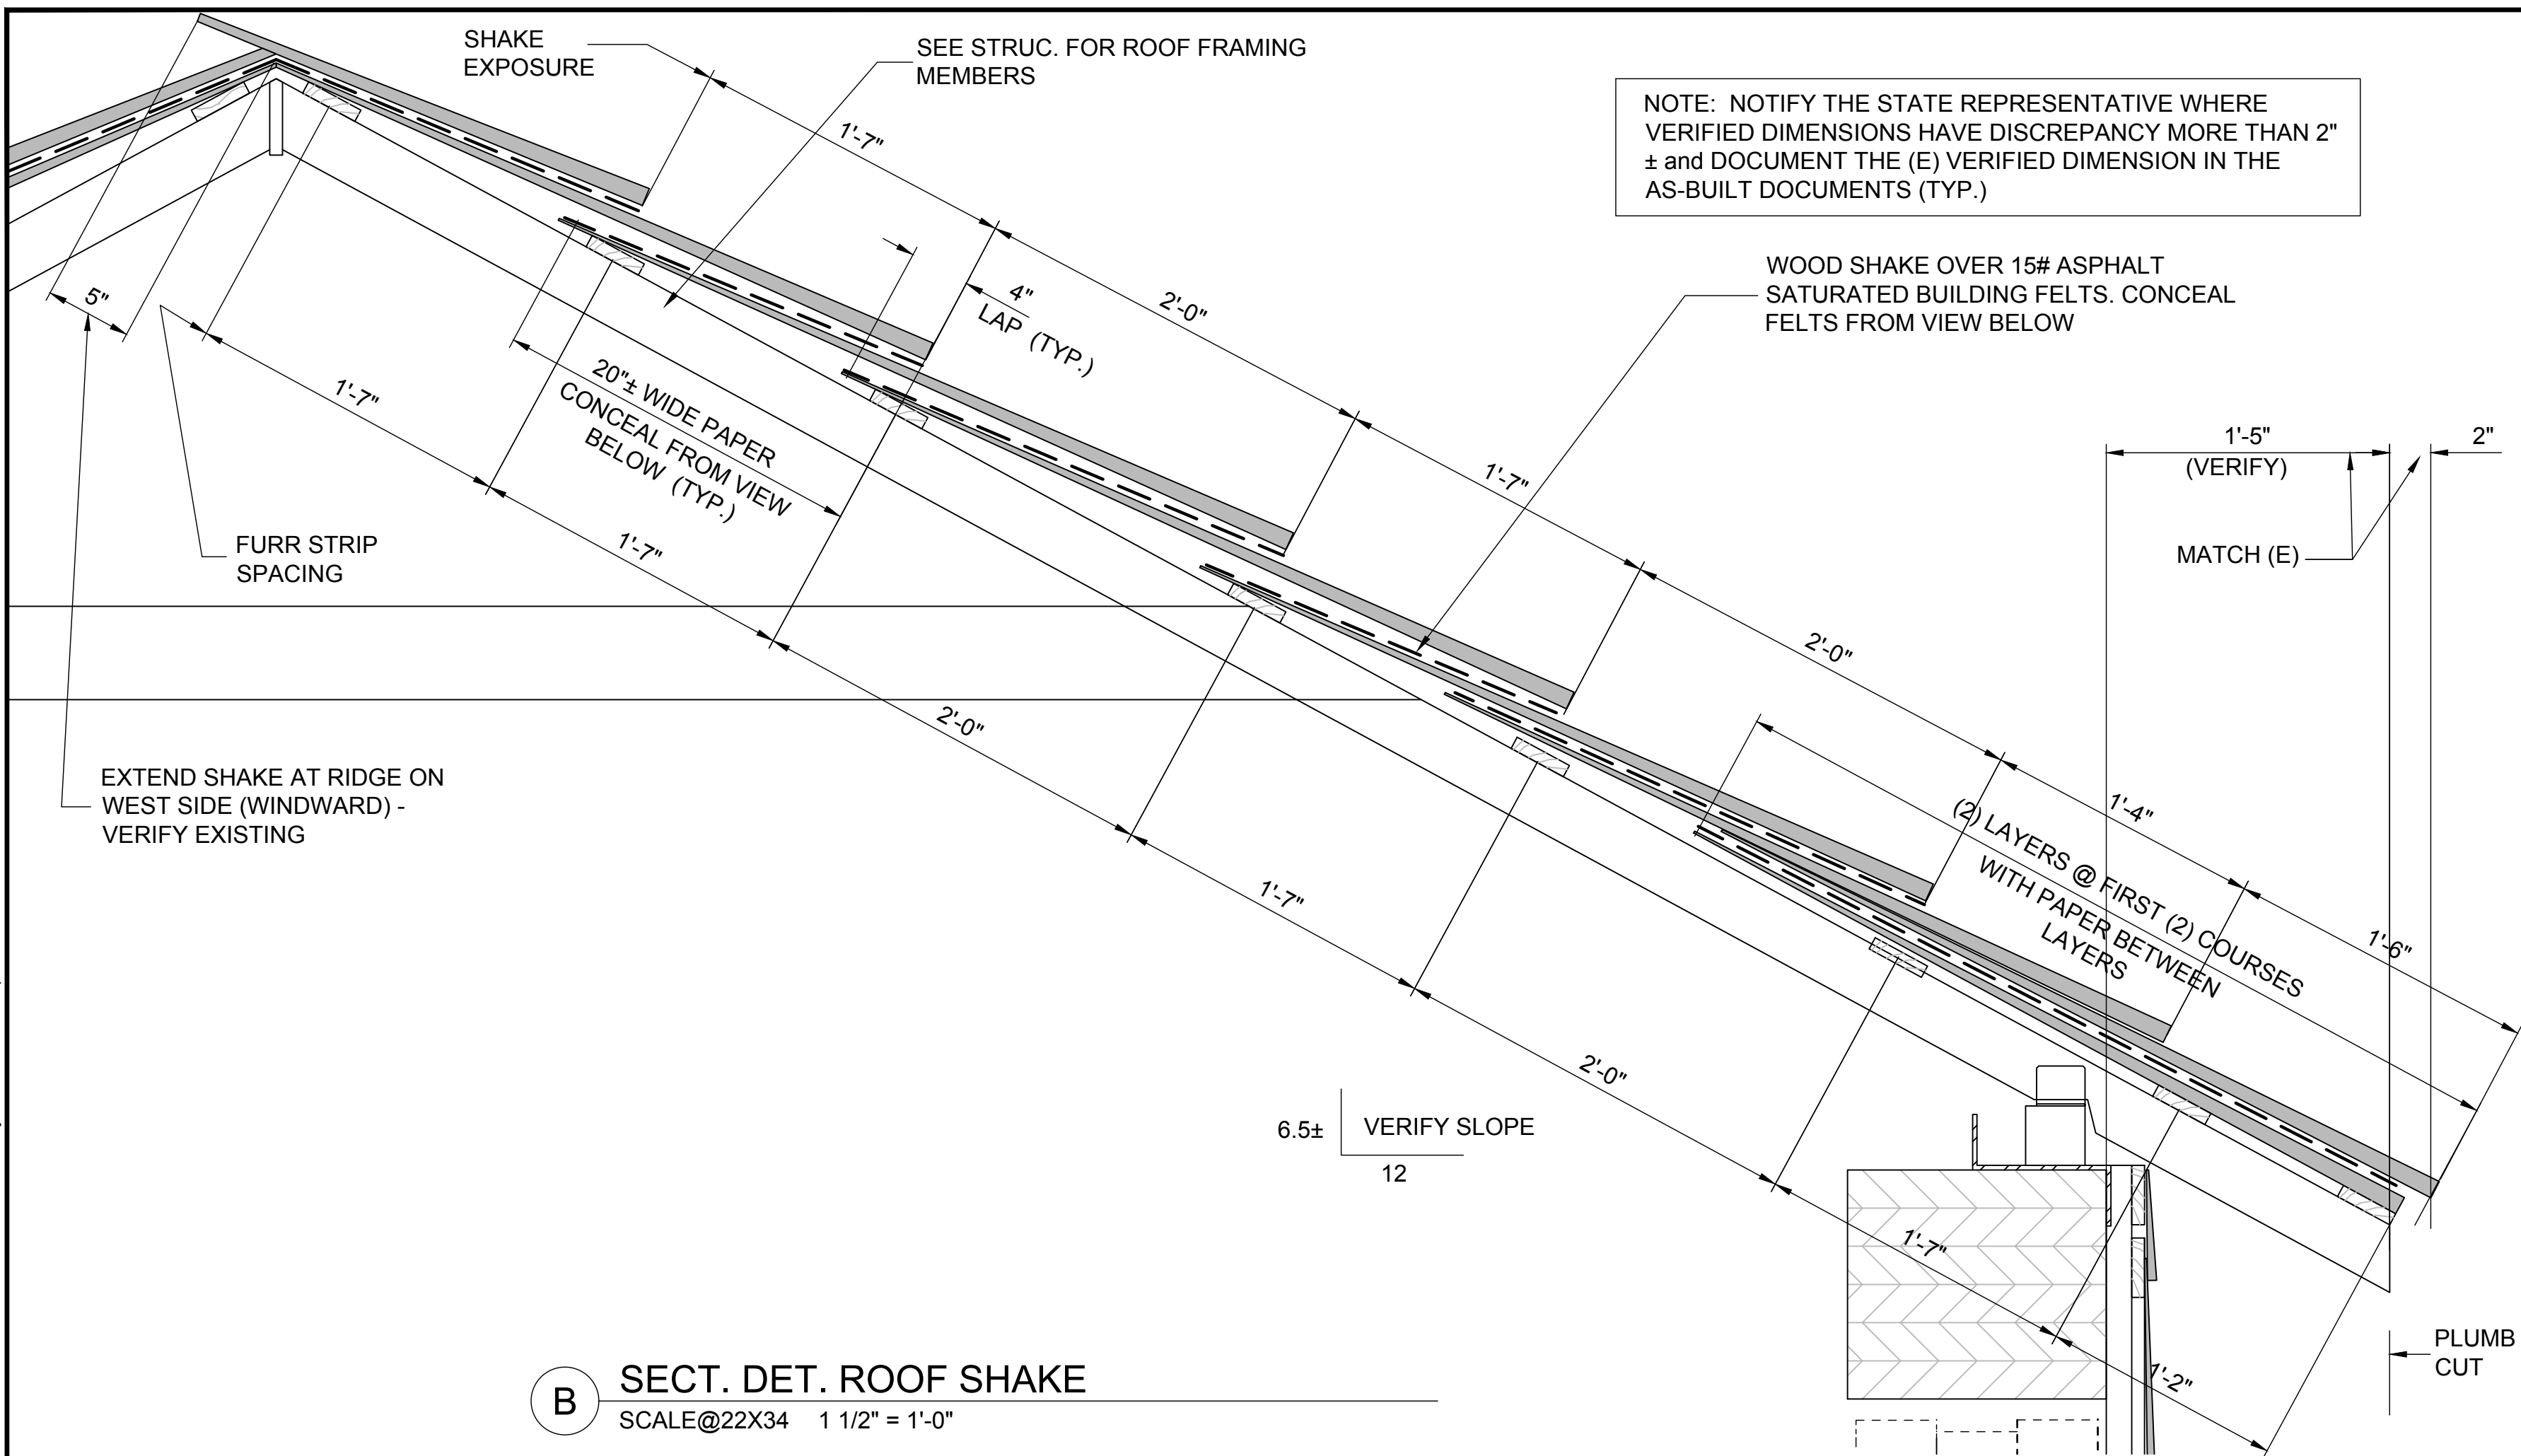 SHAKE
EXPOSURE
SEE STRUC. FOR ROOF FRAMING
MEMBERS
NOTE:  NOTIFY THE STATE REPRESENTATIVE WHERE
VERIFIED DIMENSIONS HAVE DISCREPANCY MORE THAN 2"
± and DOCUMENT THE (E) VERIFIED DIMENSION IN THE
AS-BUILT DOCUMENTS (TYP.)
WOOD SHAKE OVER 15# ASPHALT
SATURATED BUILDING FELTS. CONCEAL
FELTS FROM VIEW BELOW
1'-7"
2'-0"
1'-7"
2'-0"
1'-4"
1'-6"
4"
LAP (TYP.)
5"
1'-7"
1'-7"
2'-0"
1'-7"
2'-0"
1'-7"
1'-2"
20"± WIDE PAPER
CONCEAL FROM VIEW
BELOW (TYP.)
1'-5"
(VERIFY)
2"
MATCH (E)
FURR STRIP
SPACING
EXTEND SHAKE AT RIDGE ON
WEST SIDE (WINDWARD) -
VERIFY EXISTING
(2) LAYERS @ FIRST (2) COURSES
WITH PAPER BETWEEN
LAYERS
6.5±
VERIFY SLOPE
12
PLUMB
CUT
B
SECT. DET. ROOF SHAKE
SCALE@22X34 1 1/2" = 1'-0"